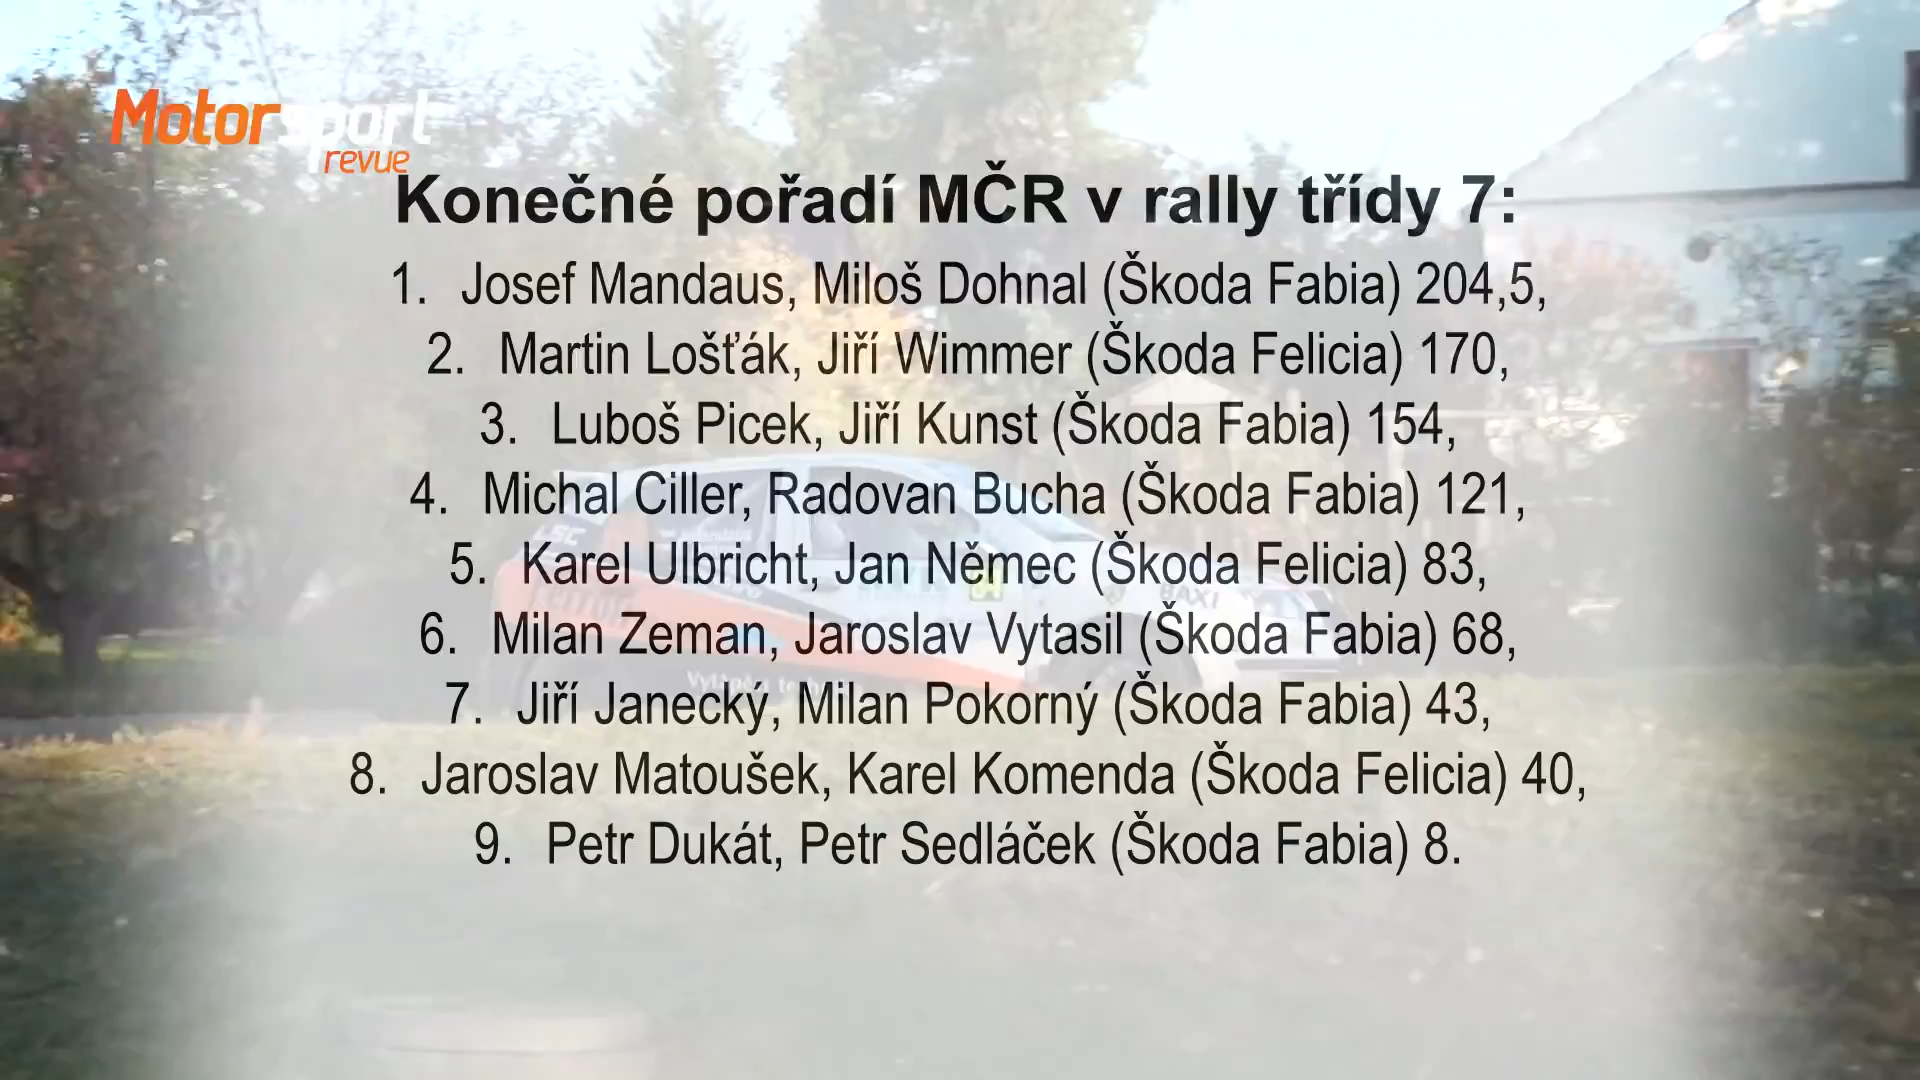 Motorsport
revue
Konečné pořadí MČR v rally třídy 7:
1. Josef Mandaus, Miloš Dohnal (Škoda Fabia) 204,5,
2. Martin Lošťák, Jiří Wimmer (Škoda Felicia) 170,
3. Luboš Picek, Jiří Kunst (Škoda Fabia) 154,
4. Michal Ciller, Radovan Bucha (Škoda Fabia) 121,
5. Karel Ulbricht, Jan Němec (Škoda Felicia) 83,
6. Milan Zeman, Jaroslav Vytasil (Škoda Fabia) 68,
7. Jiří Janecký, Milan Pokorný (Škoda Fabia) 43,
8. Jaroslav Matoušek, Karel Komenda (Škoda Felicia) 40,
9. Petr Dukát, Petr Sedláček (Škoda Fabia) 8.